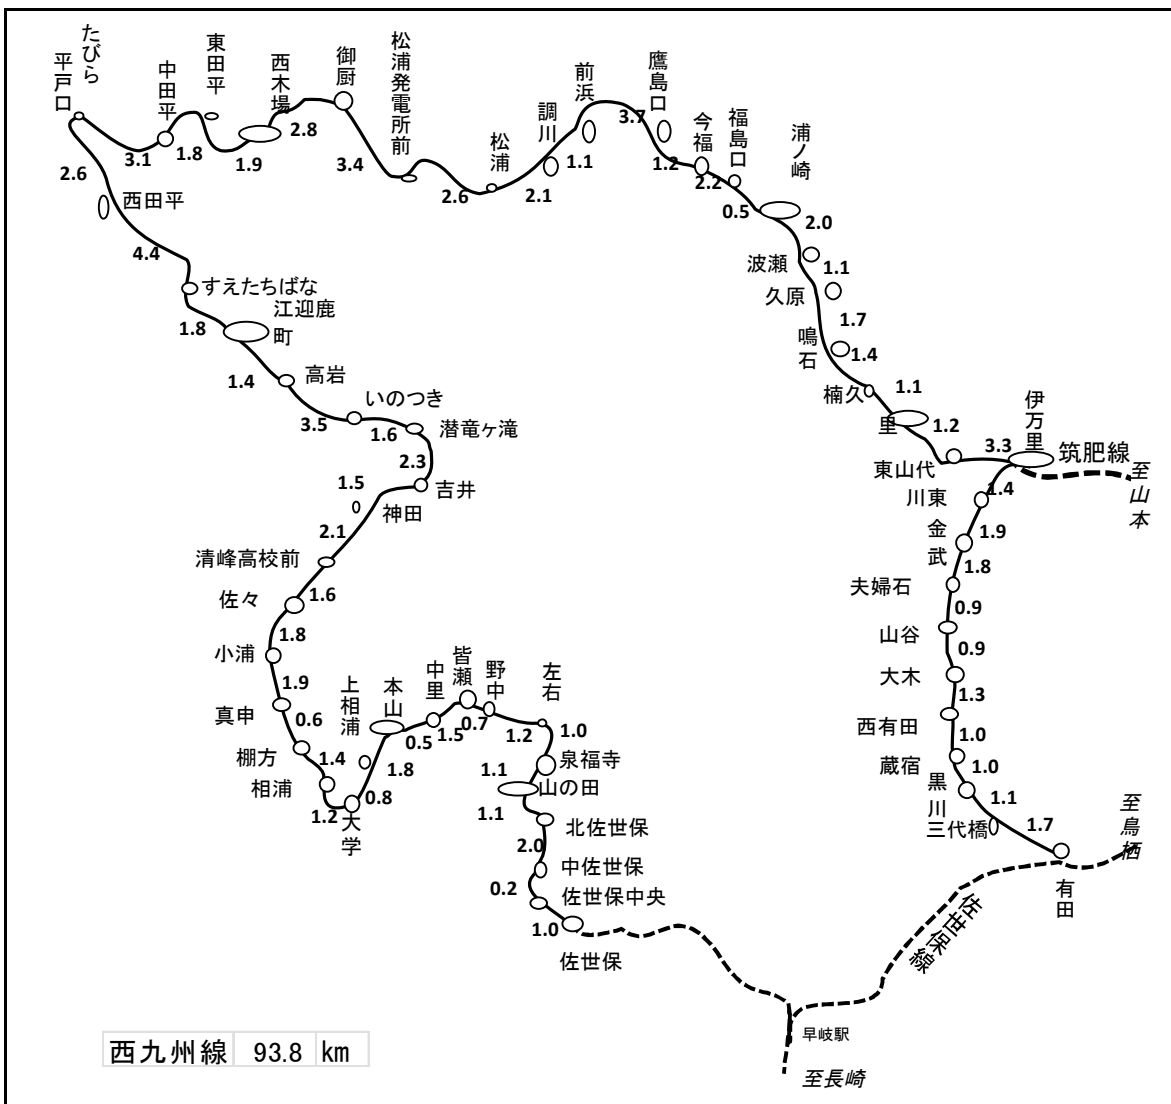 たびら
平戸口
3.1
中田平
1.8
東田平
1.9
西木場
2.8
御厨
3.4
松浦発電所前
2.6
松浦
2.1
調川
1.1
前浜
3.7
鷹島口
1.2
今福
2.2
福島口
0.5
浦ノ崎
2.0
波瀬
1.1
久原
1.7
鳴石
1.4
楠久
1.1
里
1.2
東山代
3.3
伊万里
筑肥線
至山本
1.4
川東
1.9
金武
1.8
夫婦石
0.9
山谷
0.9
大木
1.3
西有田
1.0
蔵宿
1.0
黒川
1.1
三代橋
1.7
有田
至鳥栖
佐世保線
2.6
西田平
4.4
すえたちばな
1.8
江迎鹿
町
1.4
高岩
3.5
いのつき
1.6
潜竜ヶ滝
2.3
吉井
1.5
神田
2.1
清峰高校前
1.6
佐々
1.8
小浦
1.9
真申
0.6
棚方
1.4
相浦
1.2
大学
0.8
上相浦
1.8
本山
0.5
中里
1.5
皆瀬
0.7
野中
1.2
左右
1.0
泉福寺
1.1
山の田
1.1
北佐世保
2.0
中佐世保
0.2
佐世保中央
1.0
佐世保
早岐駅
至長崎
西九州線 93.8 km